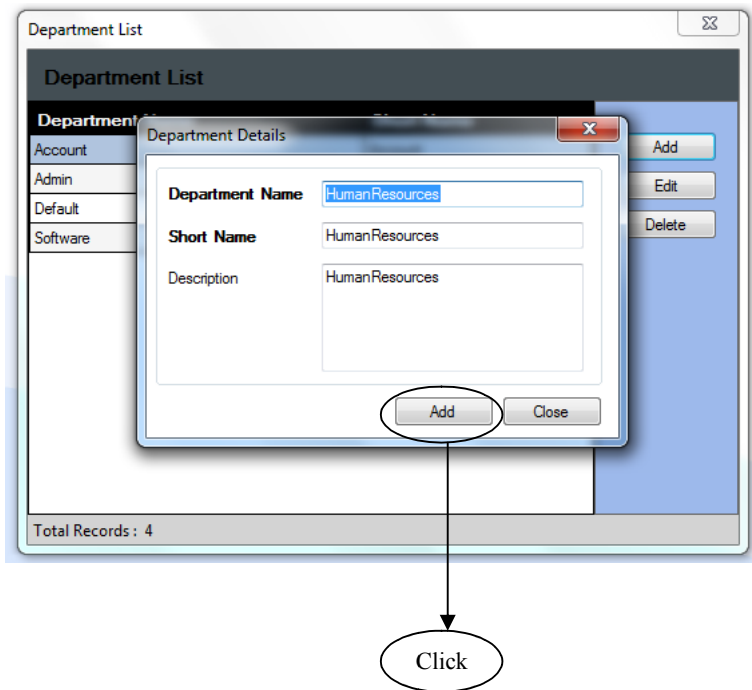 Department List
Department List
Department
Department Details
Account
Add
Admin
Department Name HumanResources
Edit
Default
Delete
Software
Short Name HumanResources
Description HumanResources
Add Close
Total Records : 4
Click